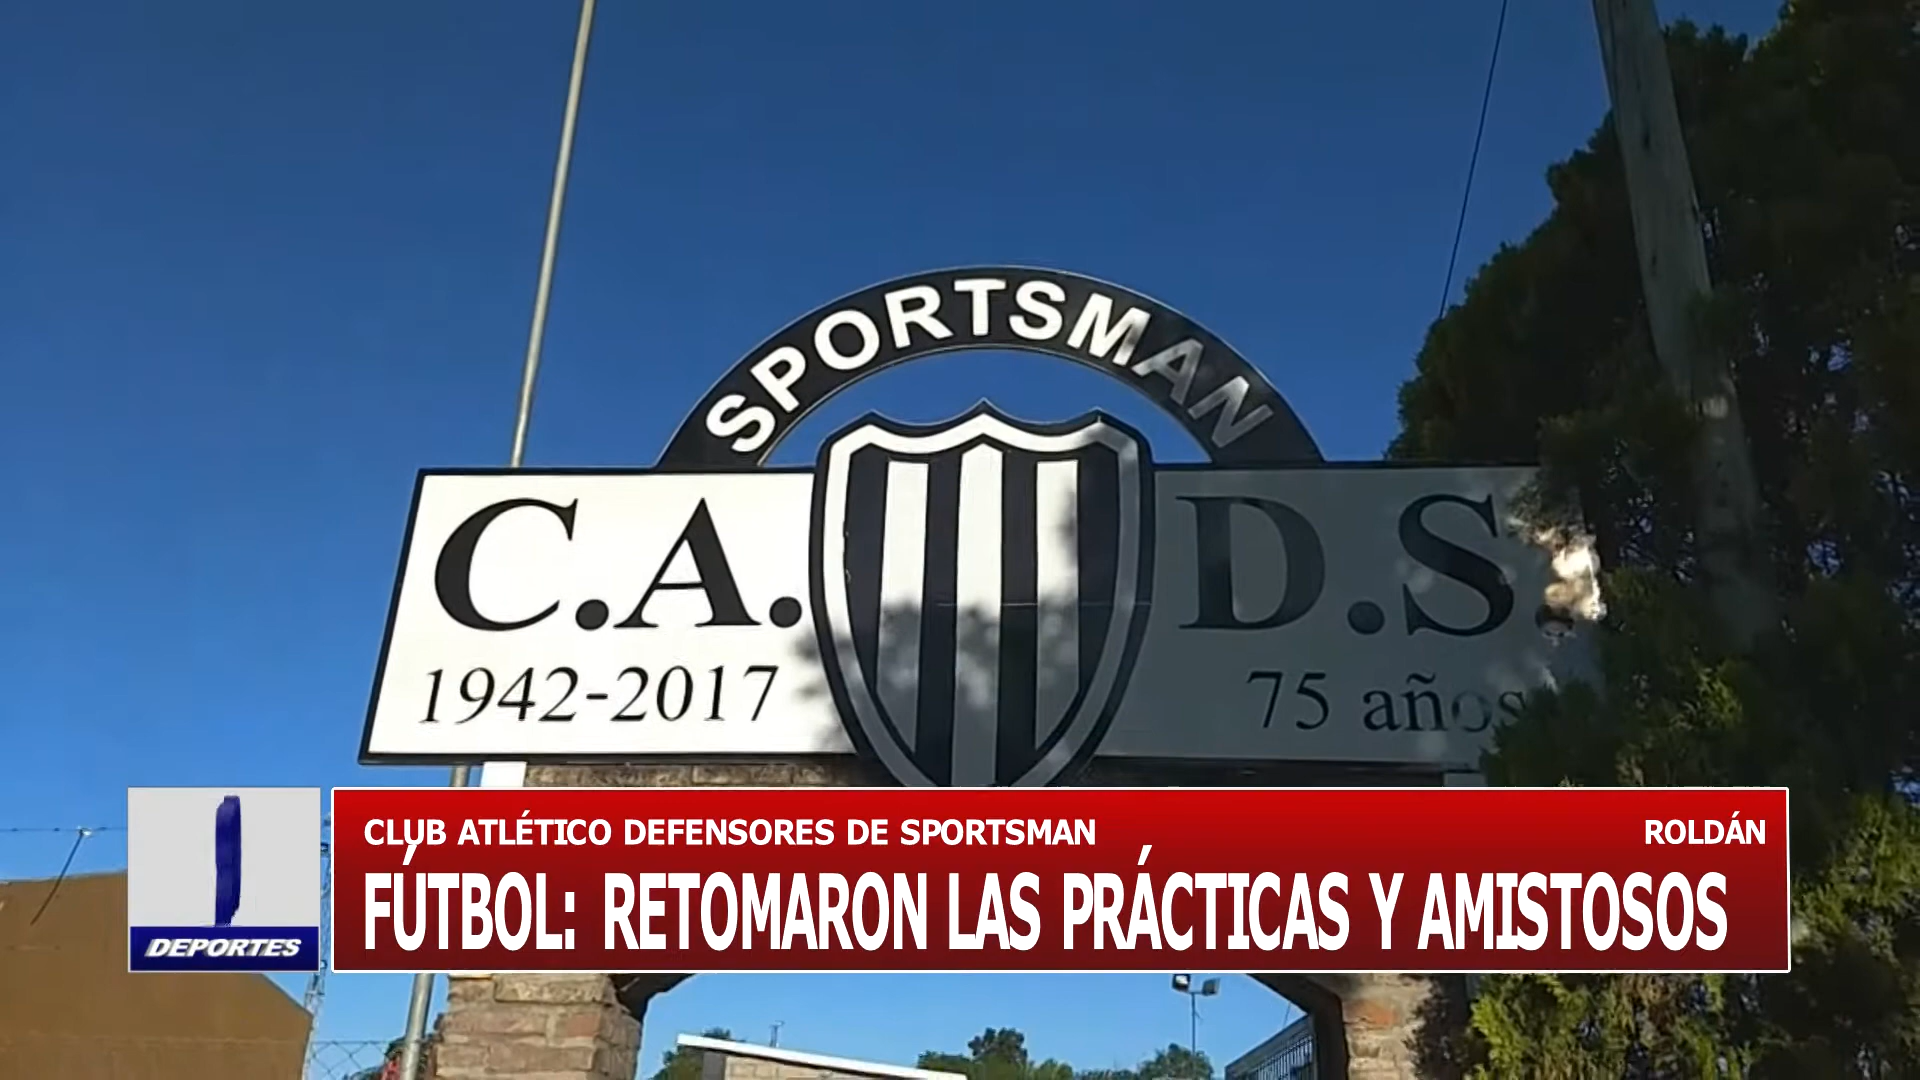 SPORTSMAN
C.A. D.S.
1942-2017 75 años
CLUB ATLÉTICO DEFENSORES DE SPORTSMAN ROLDÁN
FÚTBOL: RETOMARON LAS PRÁCTICAS Y AMISTOSOS
DEPORTES